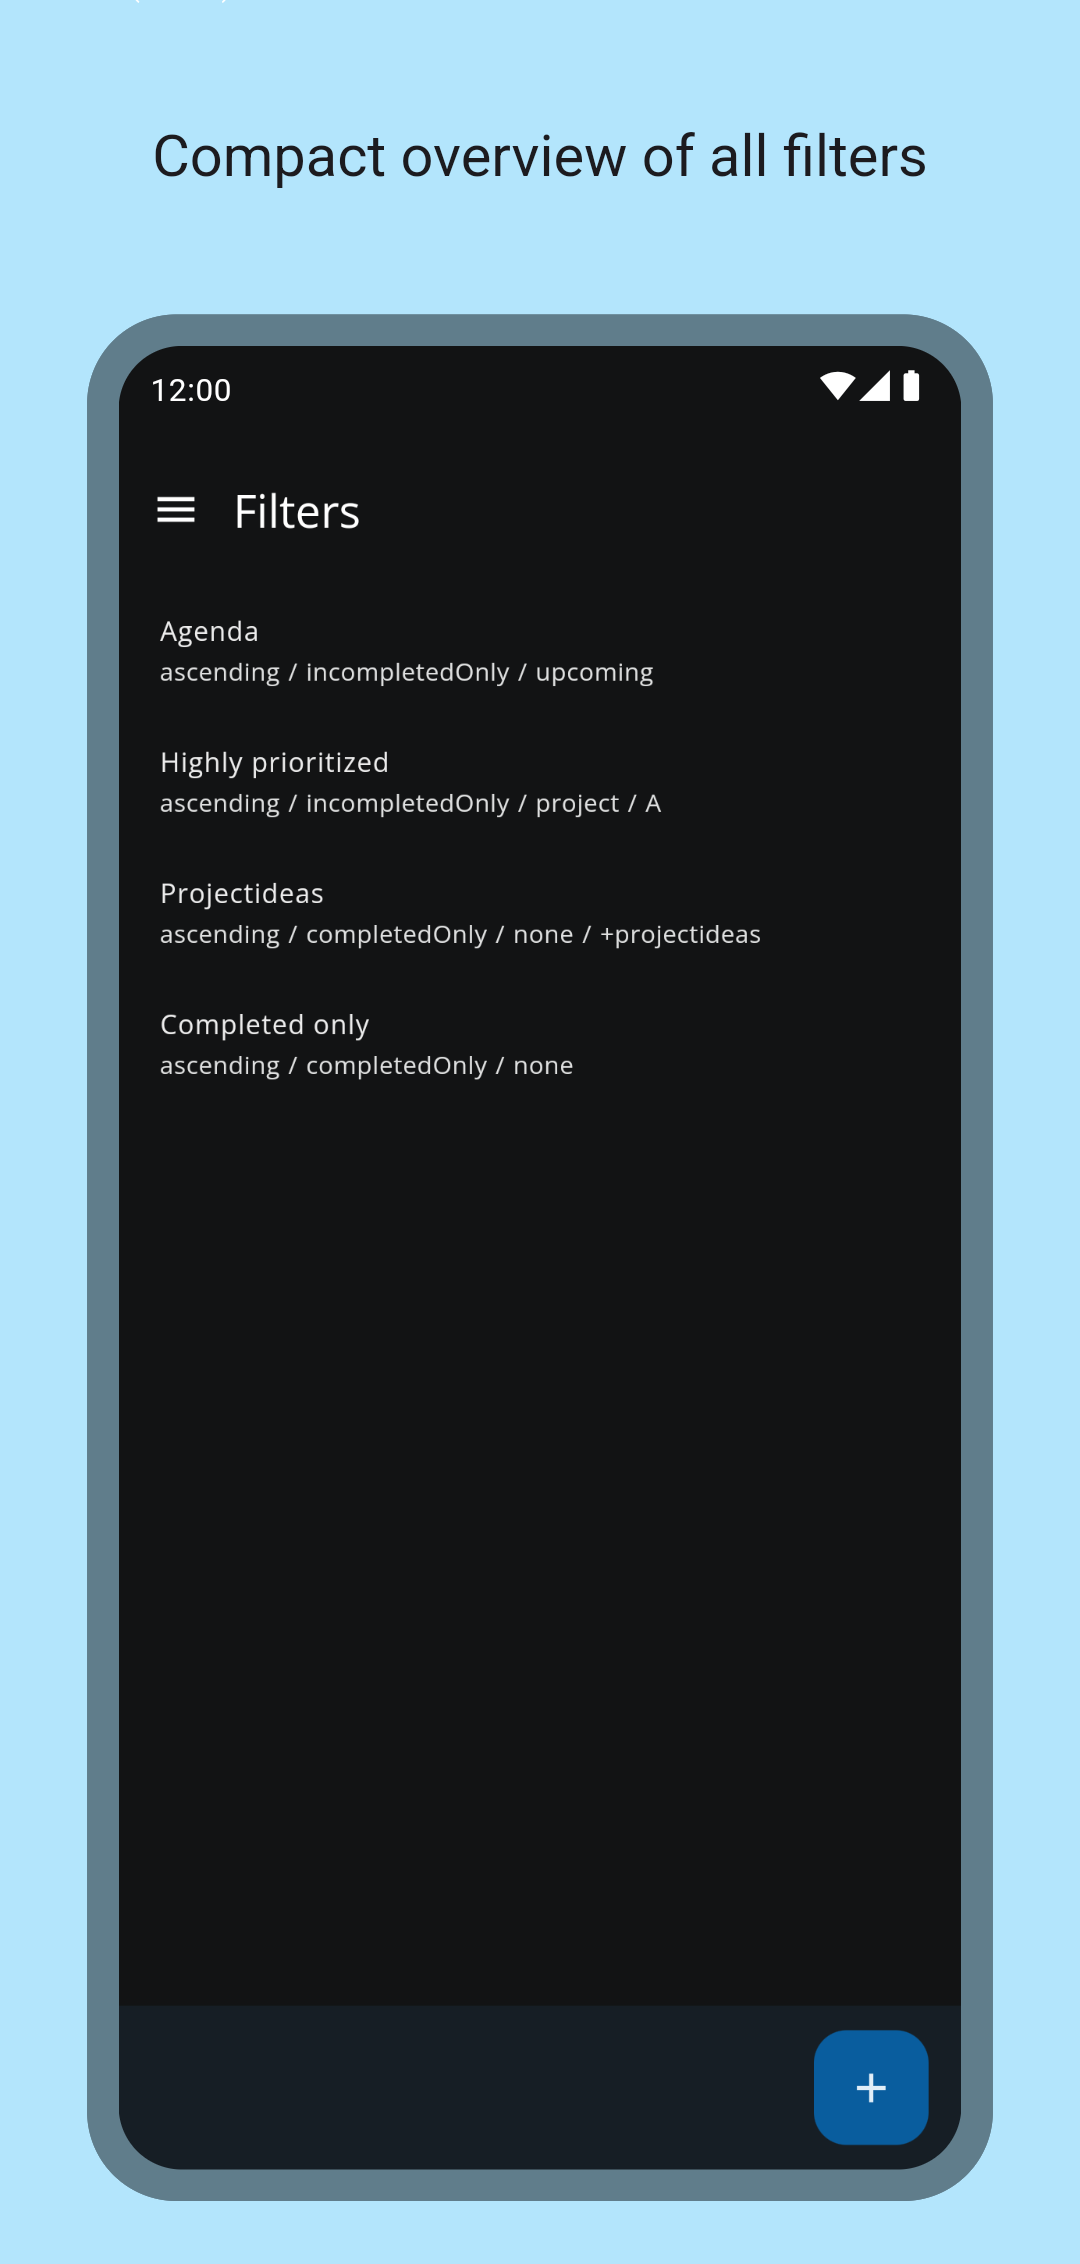 Compact overview of all filters
12:00
Filters
Agenda
ascending / incompletedOnly / upcoming
Highly prioritized
ascending / incompletedOnly / project / A
Projectideas
ascending / completedOnly / none / +projectideas
Completed only
ascending / completedOnly / none